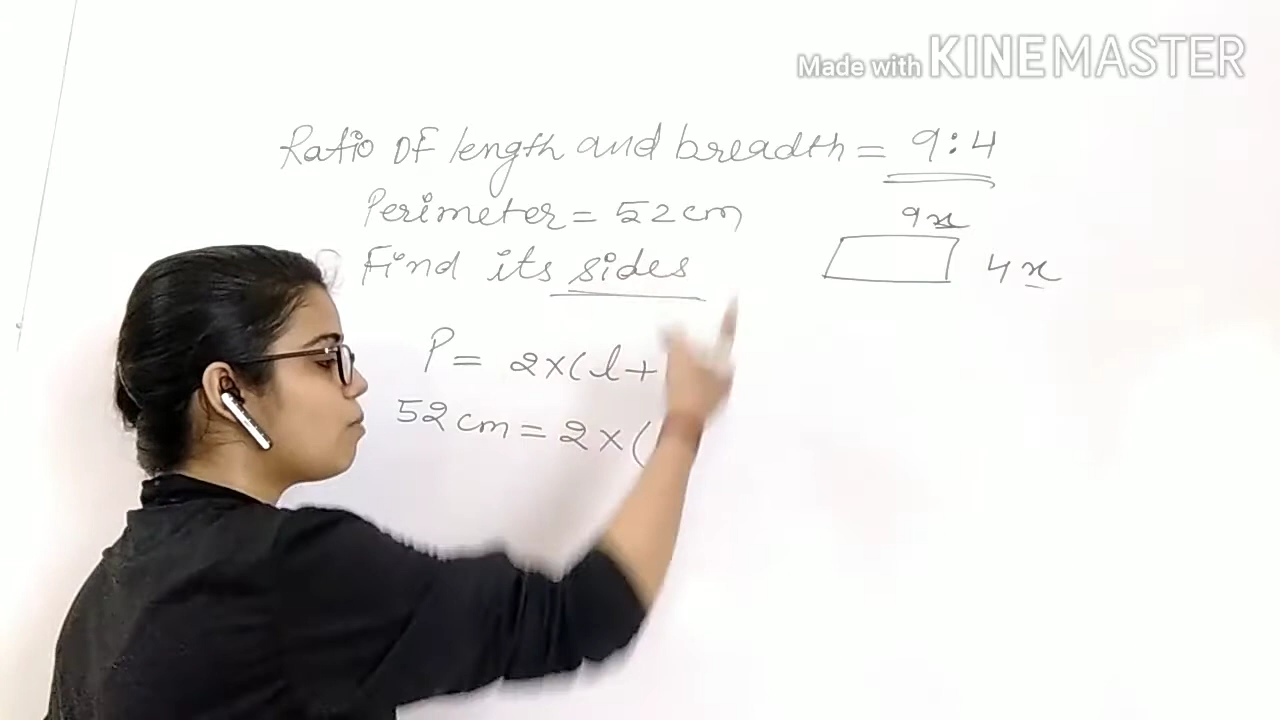 Made with KINEMASTER
Ratio OF length and breadth = 9:4
Perimeter = 52cm
9x
Find its sides
4x
P = 2×(l+
52cm = 2×(